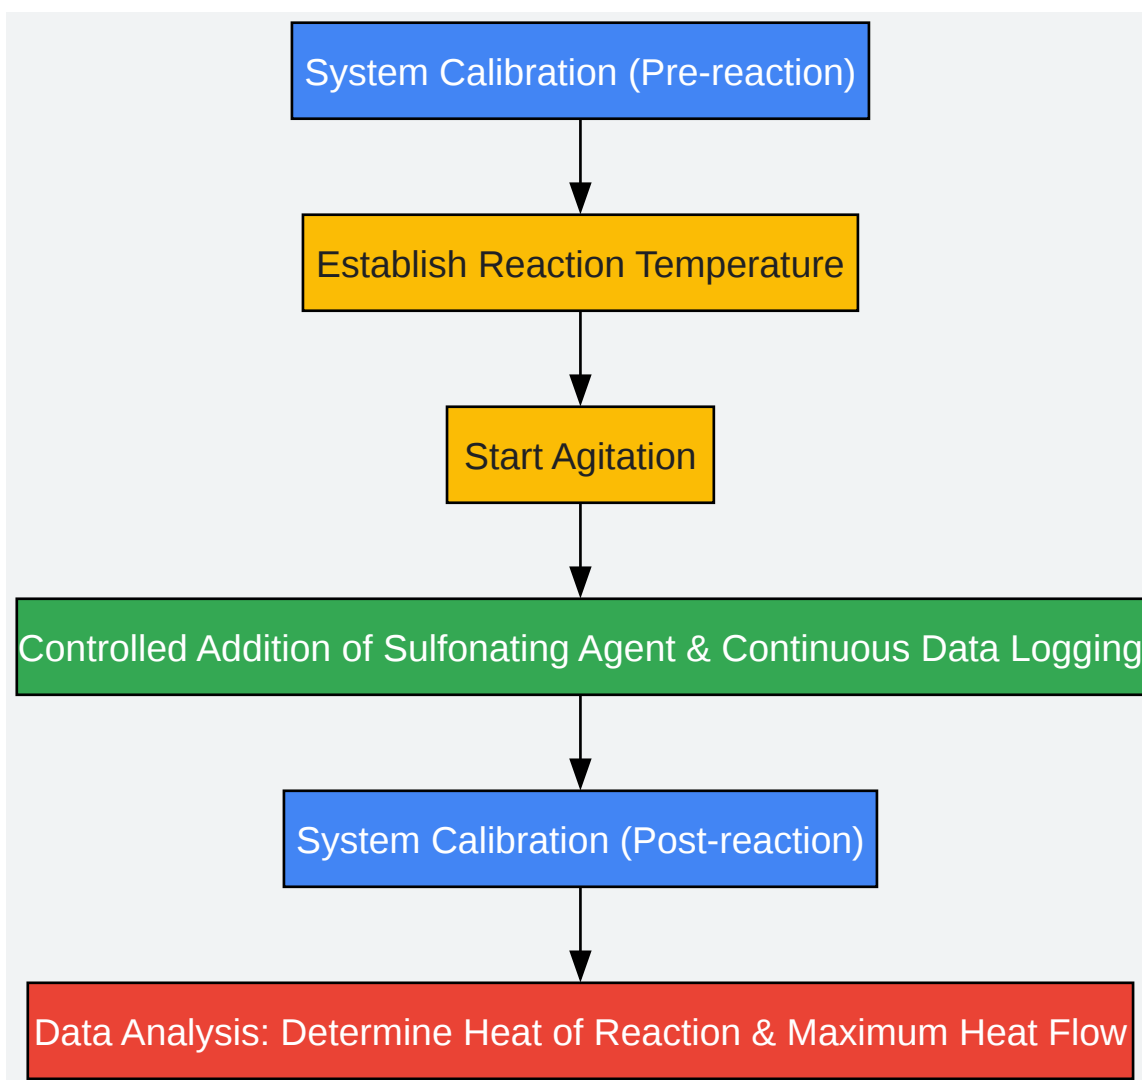 System Calibration (Pre-reaction)
Establish Reaction Temperature
Start Agitation
Controlled Addition of Sulfonating Agent & Continuous Data Logging
System Calibration (Post-reaction)
Data Analysis: Determine Heat of Reaction & Maximum Heat Flow